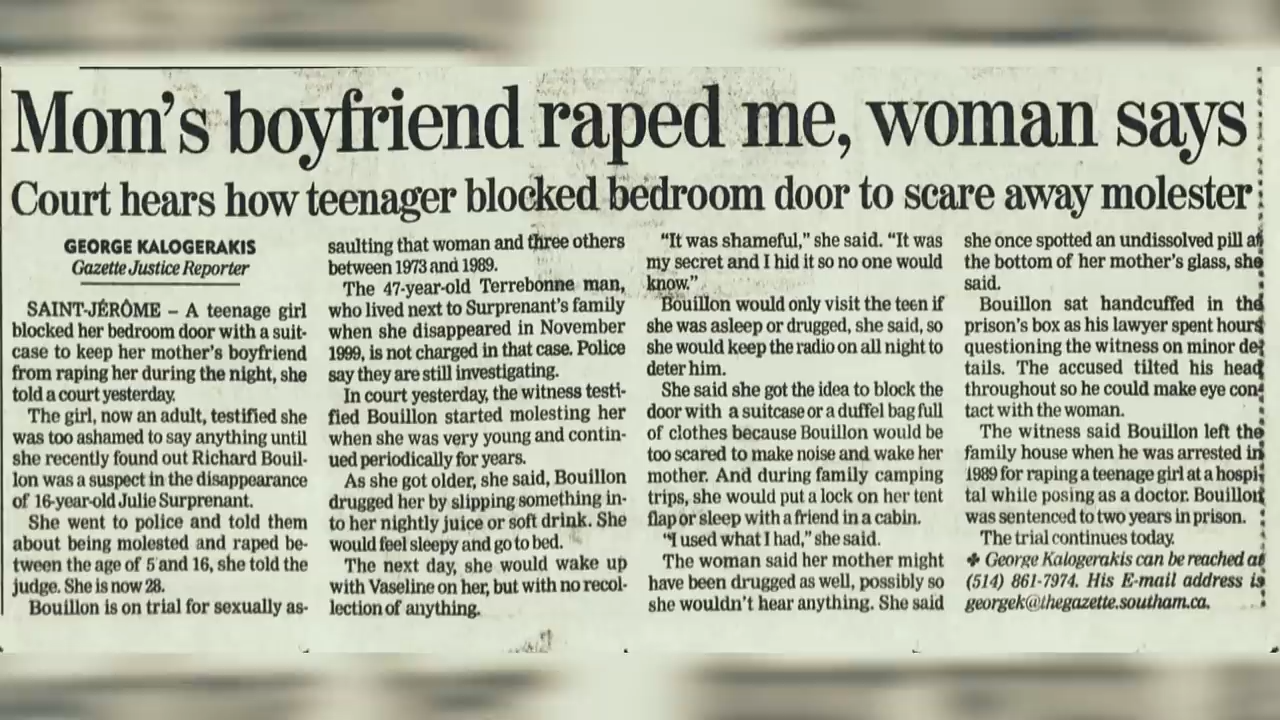 Mom's boyfriend raped me, woman says
Court hears how teenager blocked bedroom door to scare away molester
GEORGE KALOGERAKIS
Gazette Justice Reporter
SAINT-JÉRÔME – A teenage girl
blocked her bedroom door with a suit-
case to keep her mother's boyfriend
from raping her during the night, she
told a court yesterday.
The girl, now an adult, testified she
was too ashamed to say anything until
she recently found out Richard Bouil-
lon was a suspect in the disappearance
of 16-year-old Julie Surprenant.
She went to police and told them
about being molested and raped be-
tween the age of 5 and 16, she told the
judge. She is now 28.
Bouillon is on trial for sexually as-
saulting that woman and three others
between 1973 and 1989.
The 47-year-old Terrebonne man,
who lived next to Surprenant's family
when she disappeared in November
1999, is not charged in that case. Police
say they are still investigating.
In court yesterday, the witness testi-
fied Bouillon started molesting her
when she was very young and contin-
ued periodically for years.
As she got older, she said, Bouillon
drugged her by slipping something in-
to her nightly juice or soft drink. She
would feel sleepy and go to bed.
The next day, she would wake up
with Vaseline on her, but with no recol-
lection of anything.
"It was shameful," she said. "It was
my secret and I hid it so no one would
know."
Bouillon would only visit the teen if
she was asleep or drugged, she said, so
she would keep the radio on all night to
deter him.
She said she got the idea to block the
door with a suitcase or a duffel bag full
of clothes because Bouillon would be
too scared to make noise and wake her
mother. And during family camping
trips, she would put a lock on her tent
flap or sleep with a friend in a cabin.
"I used what I had," she said.
The woman said her mother might
have been drugged as well, possibly so
she wouldn't hear anything. She said
she once spotted an undissolved pill at
the bottom of her mother's glass, she
said.
Bouillon sat handcuffed in the
prison's box as his lawyer spent hours
questioning the witness on minor de-
tails. The accused tilted his head
throughout so he could make eye con-
tact with the woman.
The witness said Bouillon left the
family house when he was arrested in
1989 for raping a teenage girl at a hospi-
tal while posing as a doctor. Bouillon
was sentenced to two years in prison.
The trial continues today.
✤ George Kalogerakis can be reached at
(514) 861-7974. His E-mail address is
georgek@thegazette.southam.ca.